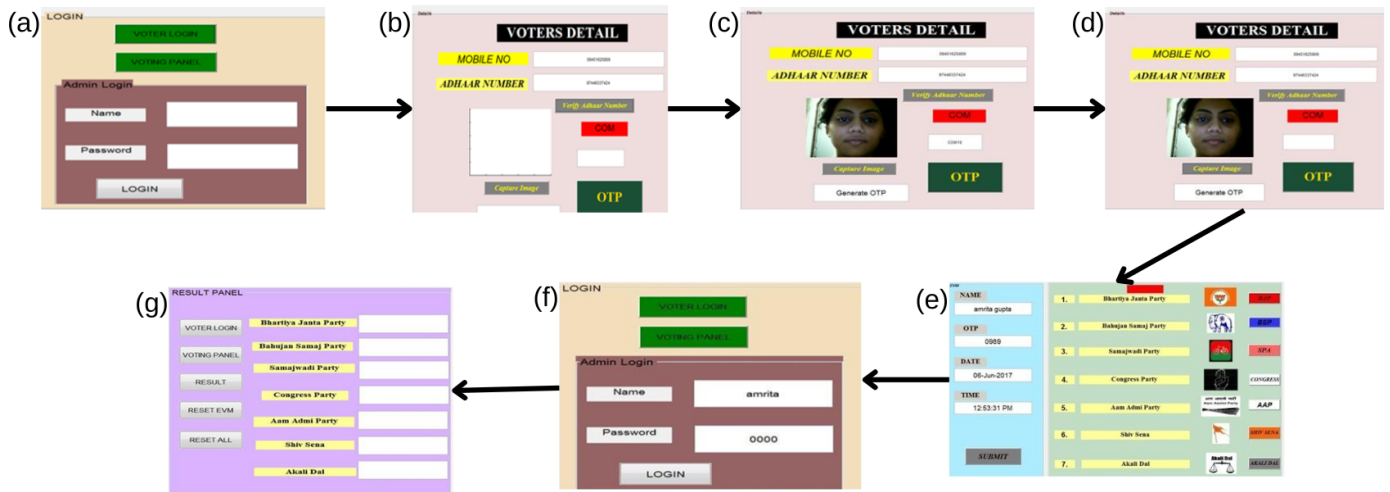 (a)
LOGIN
VOTER LOGIN
VOTING PANEL
Admin Login
Name
Password
LOGIN
(b)
Details
VOTERS DETAIL
MOBILE NO
ADHAAR NUMBER
Verify Adhaar Number
COM
Capture Image
OTP
(c)
Details
VOTERS DETAIL
MOBILE NO
ADHAAR NUMBER
Verify Adhaar Number
COM
Capture Image
OTP
Generate OTP
(d)
Details
VOTERS DETAIL
MOBILE NO
ADHAAR NUMBER
Verify Adhaar Number
COM
Capture Image
OTP
Generate OTP
(e)
EVM
NAME
amrita gupta
OTP
0989
DATE
06-Jun-2017
TIME
12:53:31 PM
SUBMIT
1. Bhartiya Janta Party BJP
2. Bahujan Samaj Party BSP
3. Samajwadi Party SPA
4. Congress Party CONGRESS
5. Aam Admi Party AAP
6. Shiv Sena SHIV SENA
7. Akali Dal Akali Dal AKALI DAL
(f)
LOGIN
VOTER LOGIN
VOTING PANEL
Admin Login
Name amrita
Password 0000
LOGIN
(g)
RESULT PANEL
VOTER LOGIN
VOTING PANEL
RESULT
RESET EVM
RESET ALL
Bhartiya Janta Party
Bahujan Samaj Party
Samajwadi Party
Congress Party
Aam Admi Party
Shiv Sena
Akali Dal